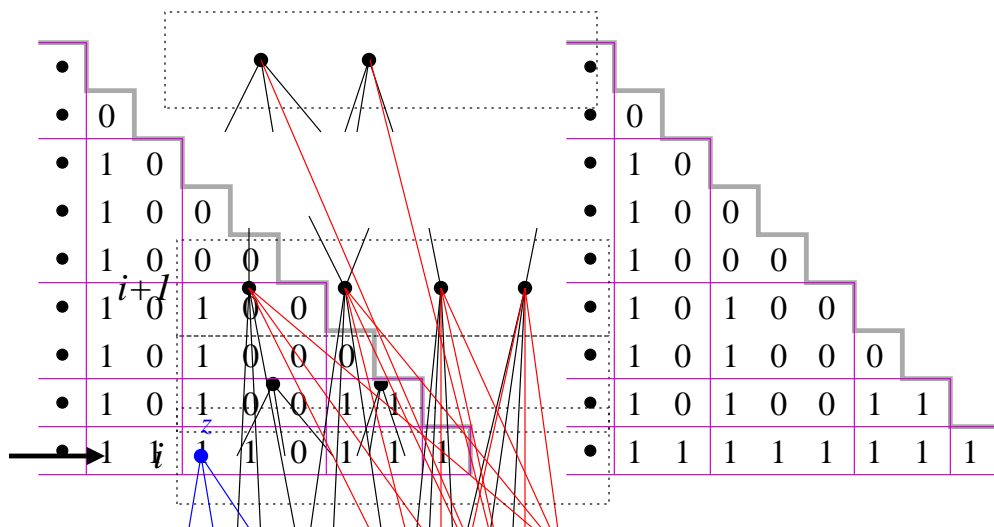 0 0
1 0 1 0
1 0 0 1 0 0
1 0 0 0 1 0 0 0
i+1
1 0 1 0 0 1 0 1 0 0
1 0 1 0 0 0 1 0 1 0 0 0
1 0 1 0 0 1 1 1 0 1 0 0 1 1
z
i
1 1 1 1 0 1 1 1 1 1 1 1 1 1 1 1